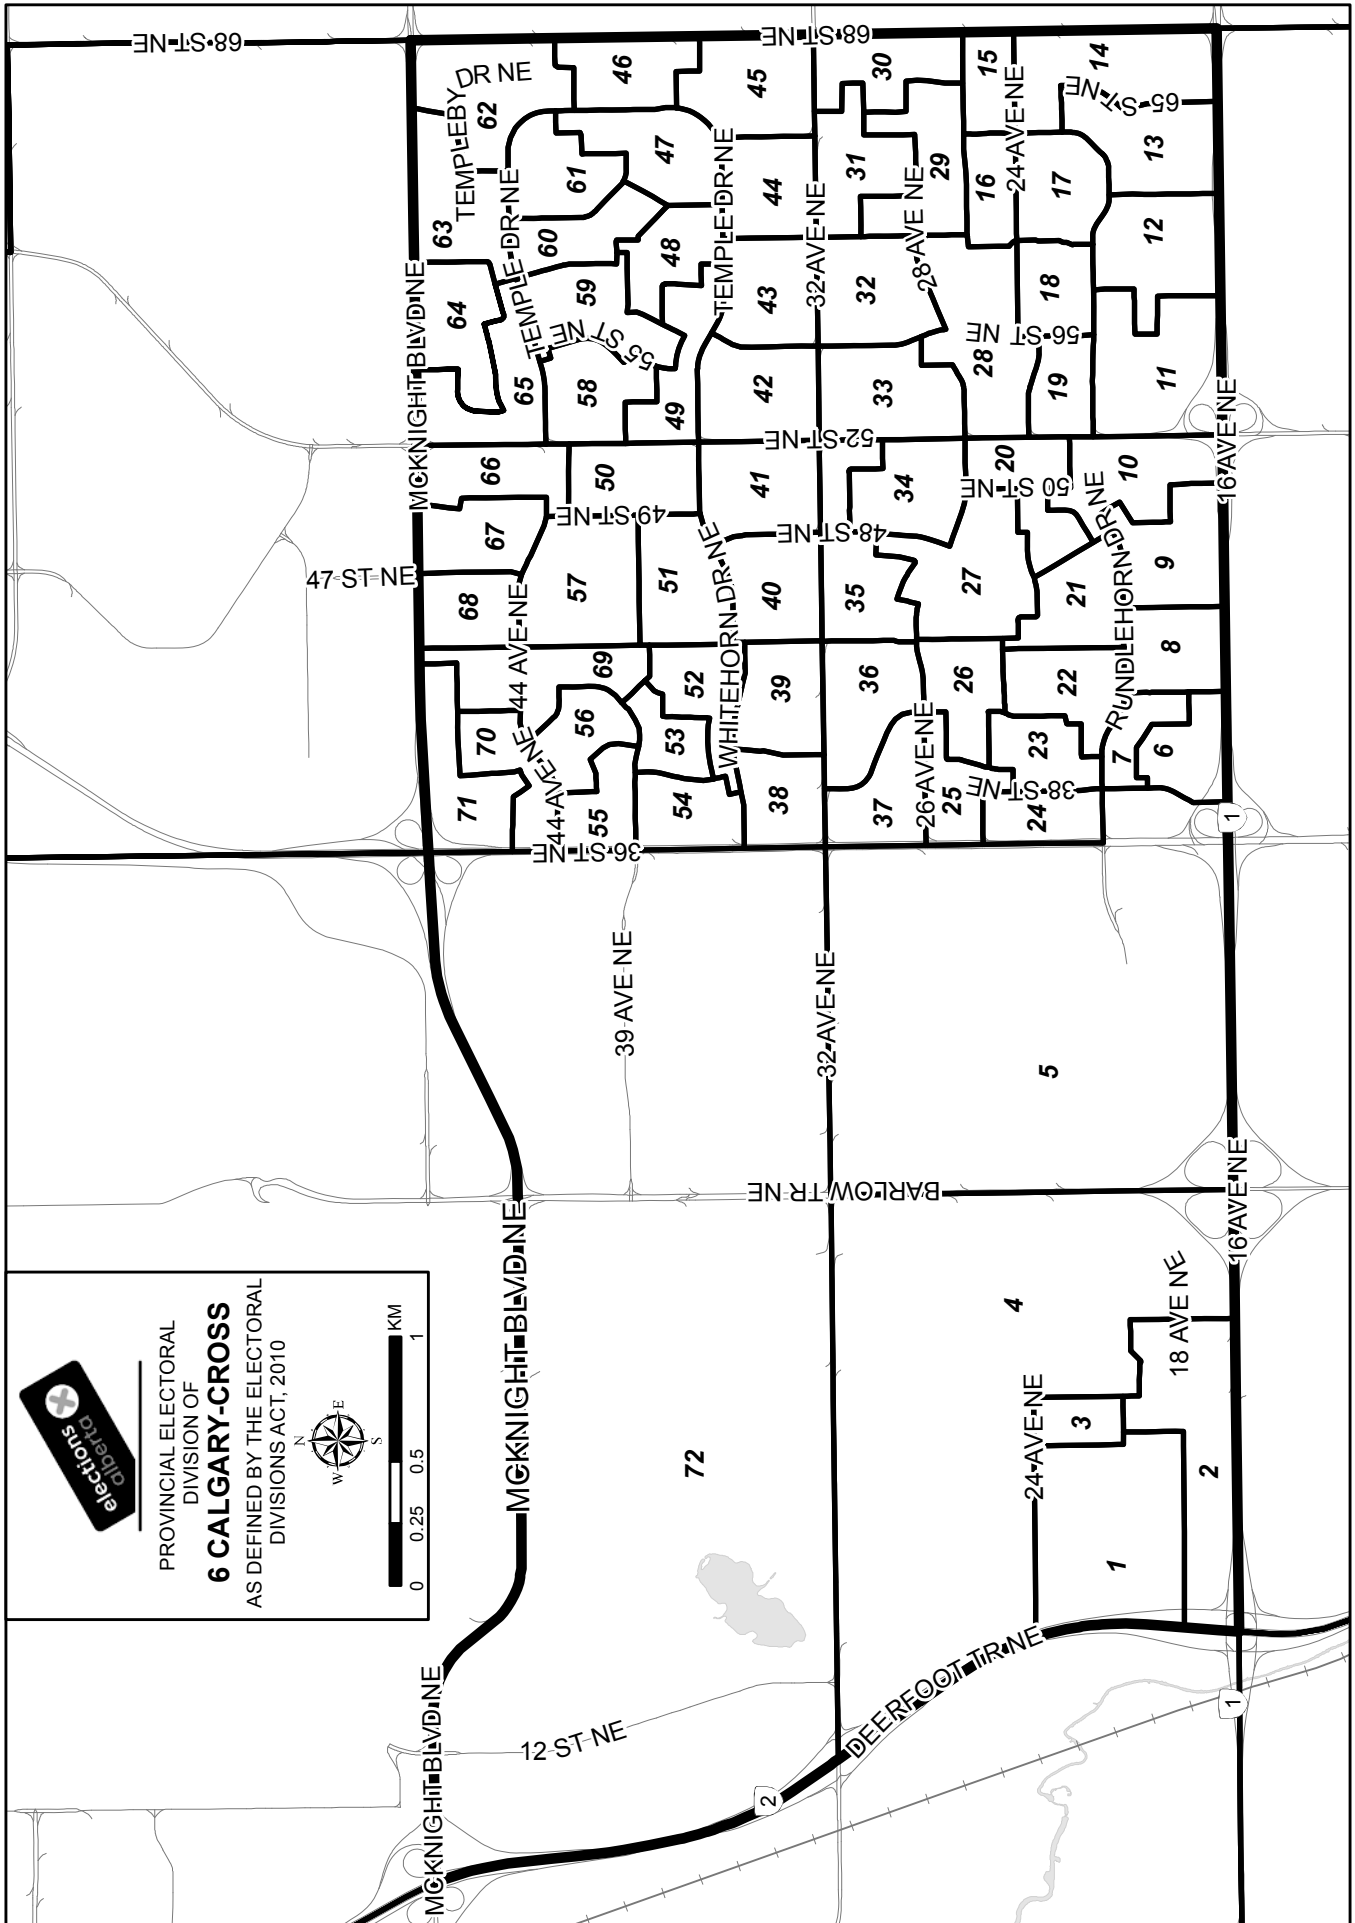 elections
alberta
PROVINCIAL ELECTORAL
DIVISION OF
6 CALGARY-CROSS
AS DEFINED BY THE ELECTORAL
DIVISIONS ACT, 2010
N
W
E
S
0
0.25
0.5
1
KM
MCKNIGHT BLVD NE
MCKNIGHT BLVD NE
MCKNIGHT BLVD NE
12 ST NE
2
DEERFOOT TR NE
1
1
16 AVE NE
16 AVE NE
18 AVE NE
24 AVE NE
BARLOW TR NE
32 AVE NE
39 AVE NE
36 ST NE
47 ST NE
44 AVE NE
44 AVE NE
WHITEHORN DR NE
49 ST NE
48 ST NE
52 ST NE
50 ST NE
26 AVE NE
38 ST NE
RUNDLEHORN DR NE
TEMPLE DR NE
TEMPLE DR NE
TEMPLE DR NE
TEMPLEBY DR NE
55 ST NE
56 ST NE
32 AVE NE
28 AVE NE
24 AVE NE
65 ST NE
68 ST NE
68 ST NE
1
2
3
4
5
6
7
8
9
10
11
12
13
14
15
16
17
18
19
20
21
22
23
24
25
26
27
28
29
30
31
32
33
34
35
36
37
38
39
40
41
42
43
44
45
46
47
48
49
50
51
52
53
54
55
56
57
58
59
60
61
62
63
64
65
66
67
68
69
70
71
72